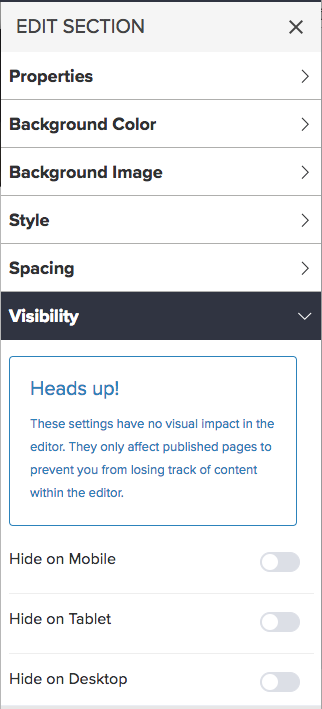 EDIT SECTION
Properties
Background Color
Background Image
Style
Spacing
Visibility
Heads up!
These settings have no visual impact in the
editor. They only affect published pages to
prevent you from losing track of content
within the editor.
Hide on Mobile
Hide on Tablet
Hide on Desktop